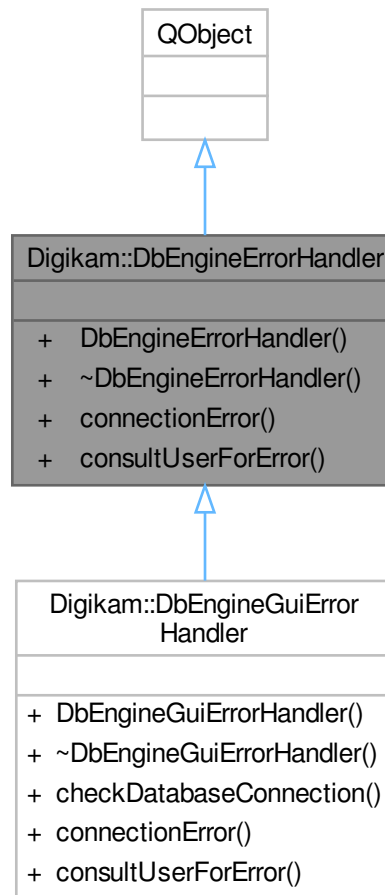 QObject
Digikam::DbEngineErrorHandler
+ DbEngineErrorHandler()
+ ~DbEngineErrorHandler()
+ connectionError()
+ consultUserForError()
Digikam::DbEngineGuiError
Handler
+ DbEngineGuiErrorHandler()
+ ~DbEngineGuiErrorHandler()
+ checkDatabaseConnection()
+ connectionError()
+ consultUserForError()